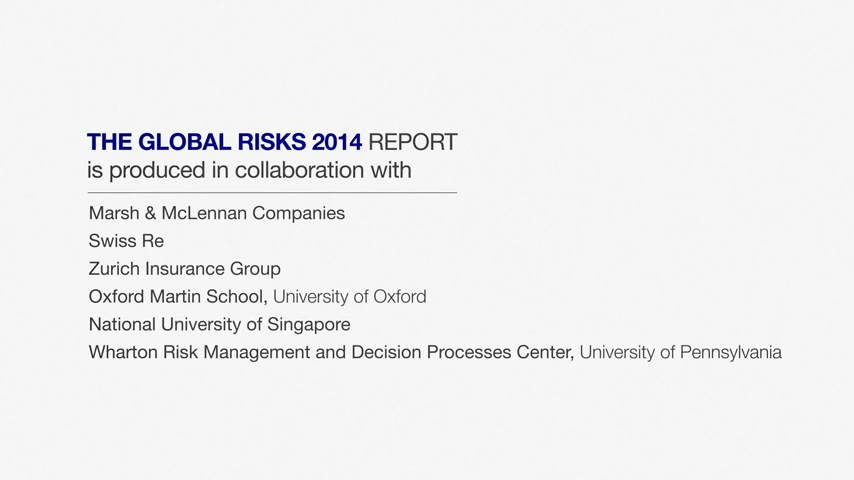 THE GLOBAL RISKS 2014 REPORT
is produced in collaboration with
Marsh & McLennan Companies
Swiss Re
Zurich Insurance Group
Oxford Martin School, University of Oxford
National University of Singapore
Wharton Risk Management and Decision Processes Center, University of Pennsylvania